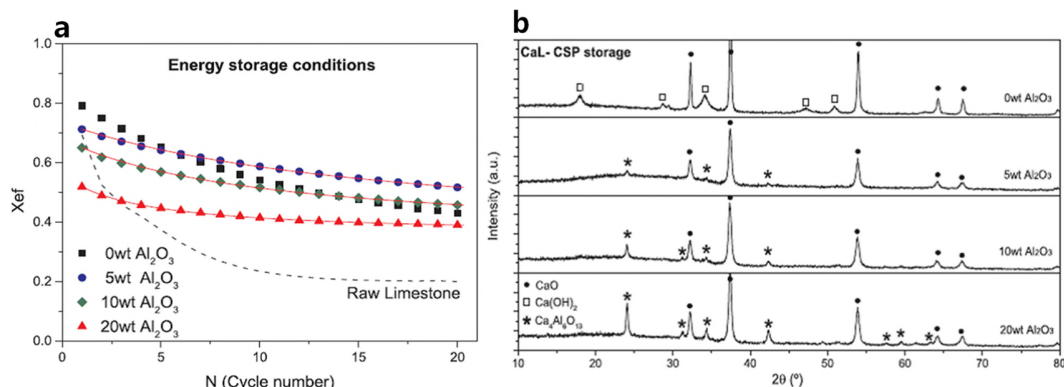 a
Energy storage conditions
1.0
0.8
0.6
0.4
0.2
0.0
Xef
0wt Al₂O₃
5wt Al₂O₃
10wt Al₂O₃
20wt Al₂O₃
Raw Limestone
0 5 10 15 20
N (Cycle number)
b
CaL- CSP storage
0wt Al₂O₃
5wt Al₂O₃
10wt Al₂O₃
CaO
Ca(OH)₂
Ca₄Al₆O₁₃
20wt Al₂O₃
Intensity (a.u.)
10 20 30 40 50 60 70 80
2θ (º)